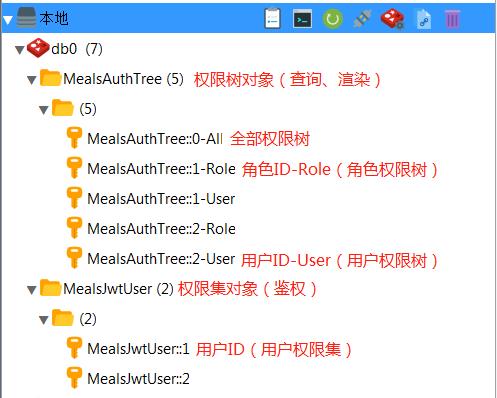 本地
db0 (7)
MealsAuthTree (5) 权限树对象（查询、渲染）
(5)
MealsAuthTree::0-All 全部权限树
MealsAuthTree::1-Role 角色ID-Role（角色权限树）
MealsAuthTree::1-User
MealsAuthTree::2-Role
MealsAuthTree::2-User 用户ID-User（用户权限树）
MealsJwtUser (2) 权限集对象（鉴权）
(2)
MealsJwtUser::1 用户ID（用户权限集）
MealsJwtUser::2